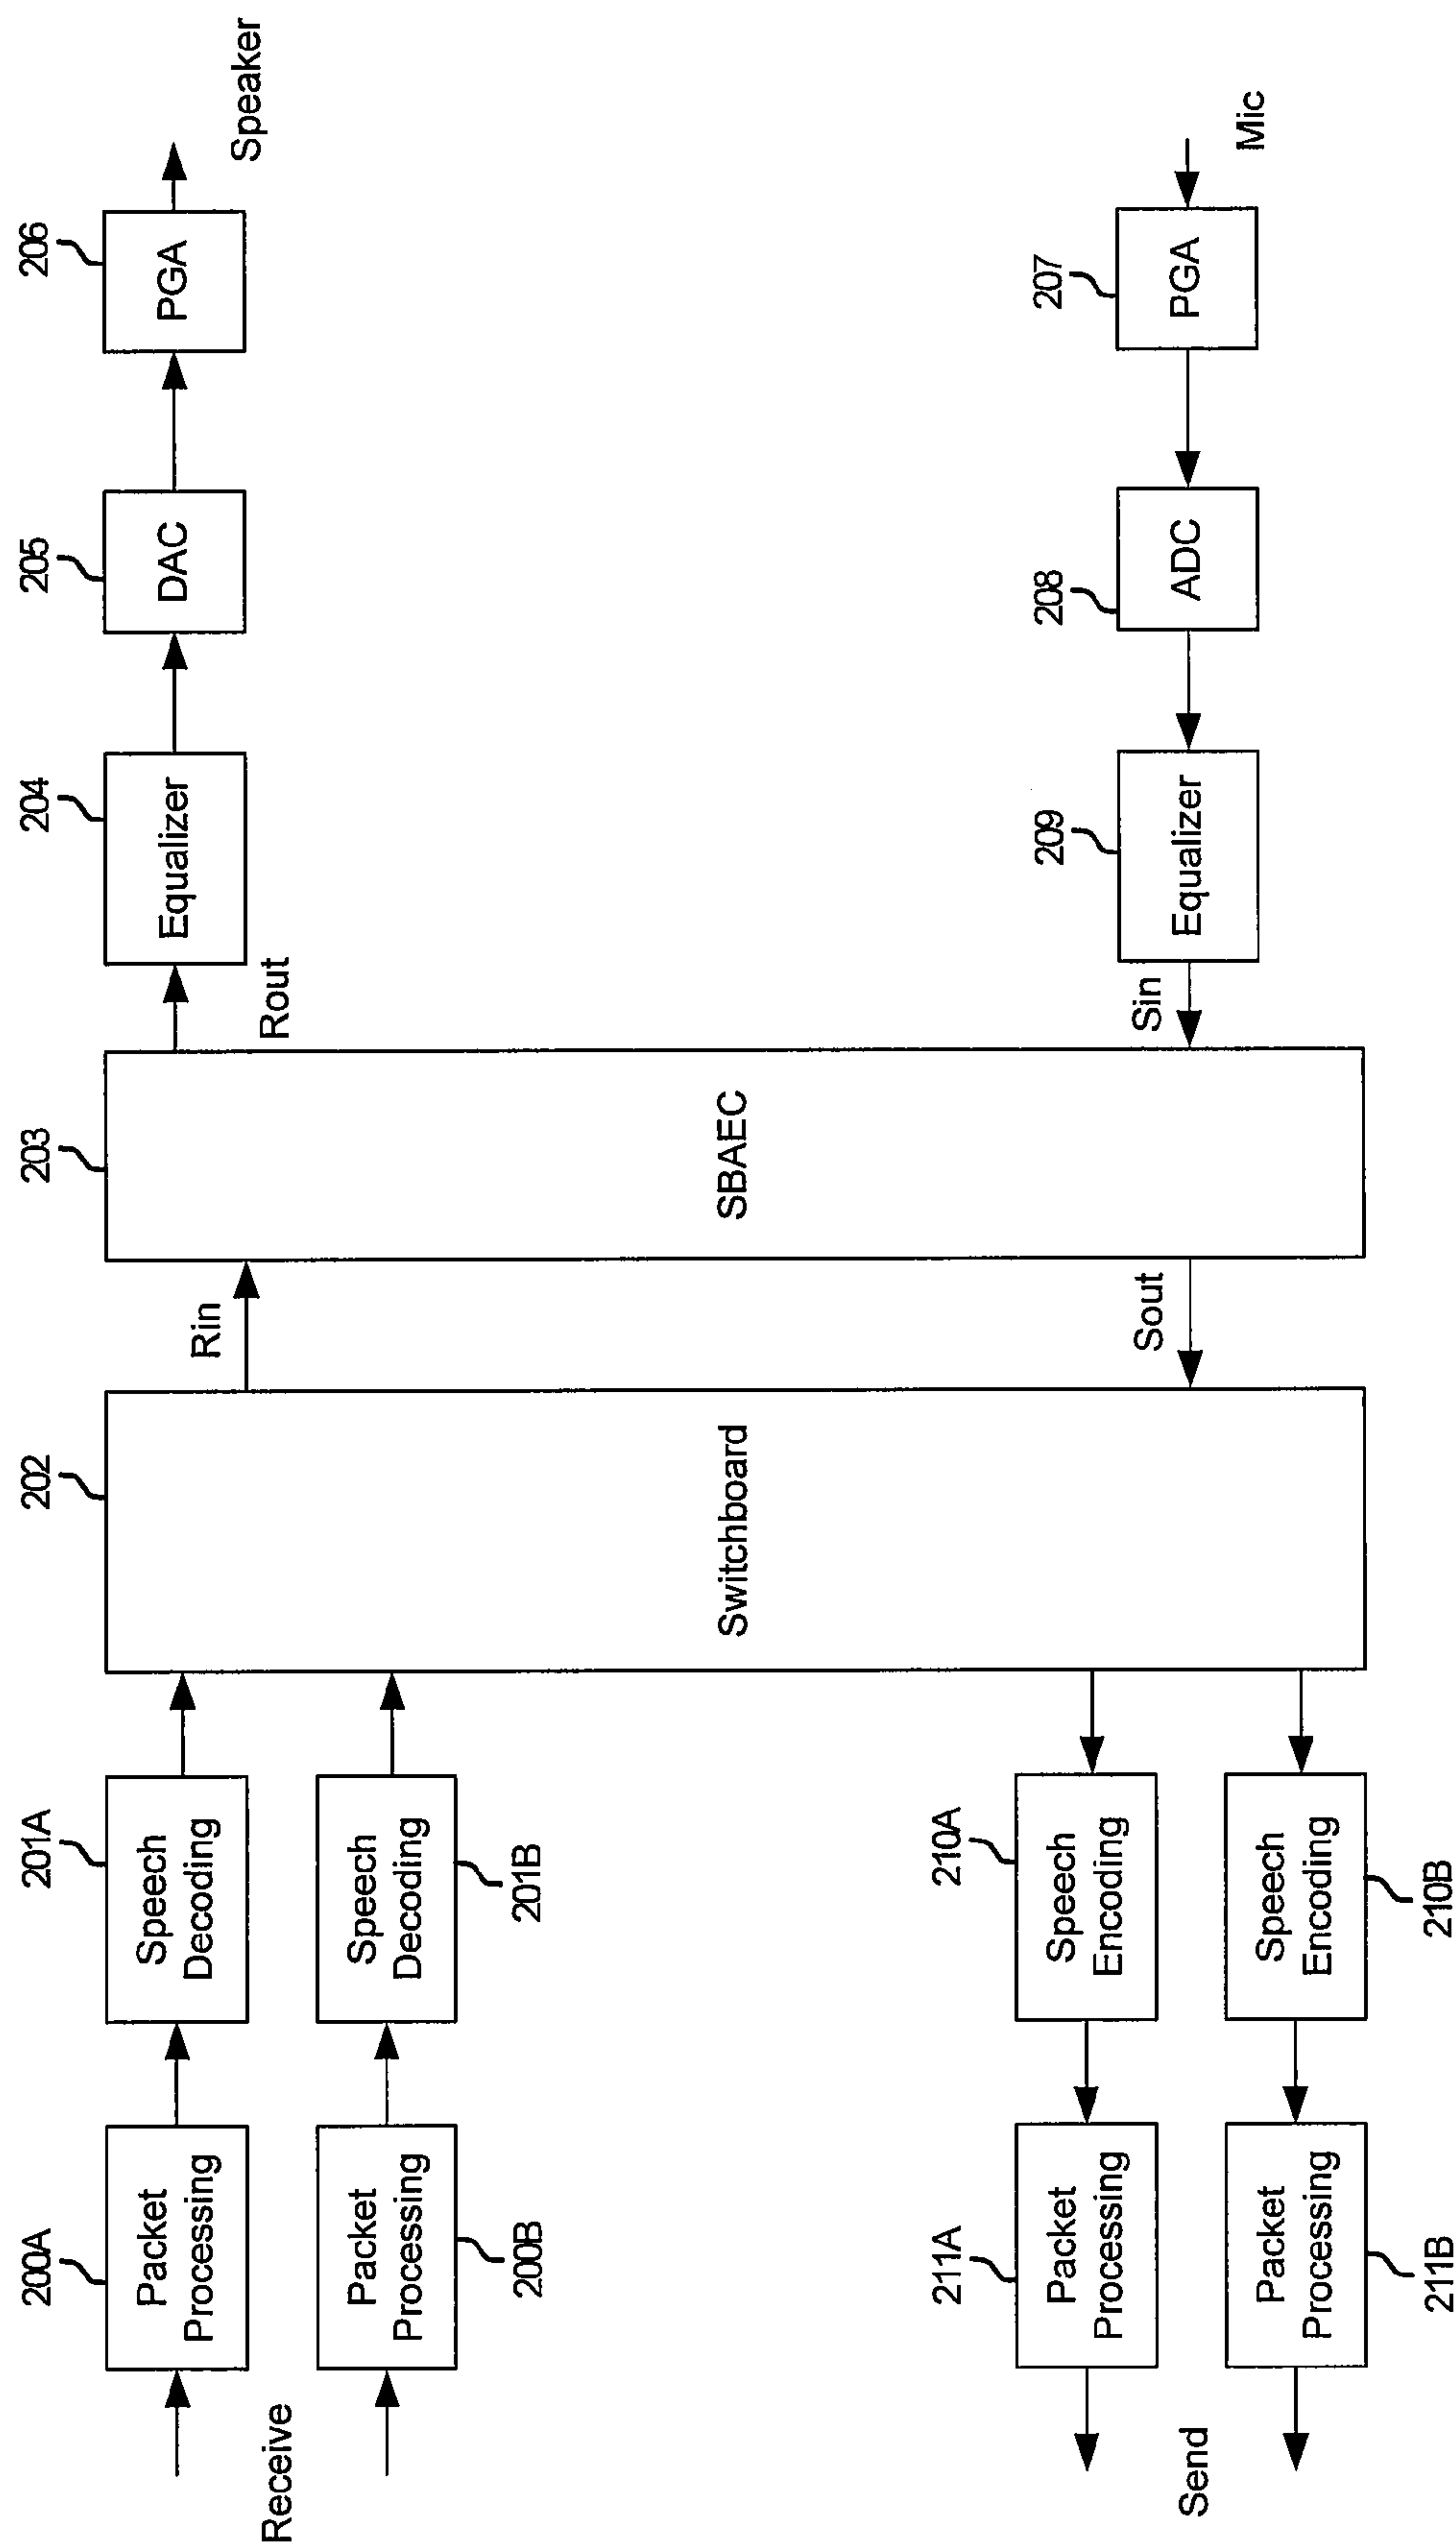 200A
Packet
Processing
201A
Speech
Decoding
Receive
Packet
Processing
200B
Speech
Decoding
201B
202
Switchboard
Rin
203
SBAEC
Rout
204
Equalizer
205
DAC
206
PGA
Speaker
Sout
Sin
209
Equalizer
208
ADC
207
PGA
Mic
211A
Packet
Processing
210A
Speech
Encoding
Send
Packet
Processing
211B
Speech
Encoding
210B